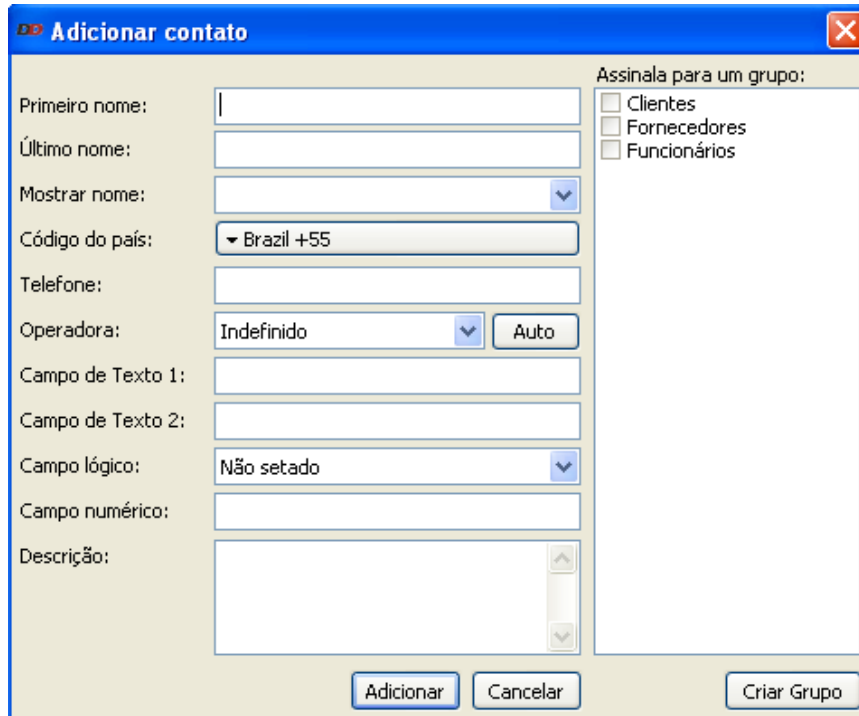 Adicionar contato
Assinala para um grupo:
Primeiro nome:
Clientes
Fornecedores
Funcionários
Último nome:
Mostrar nome:
Código do país: Brazil +55
Telefone:
Operadora: Indefinido Auto
Campo de Texto 1:
Campo de Texto 2:
Campo lógico: Não setado
Campo numérico:
Descrição:
Adicionar Cancelar Criar Grupo